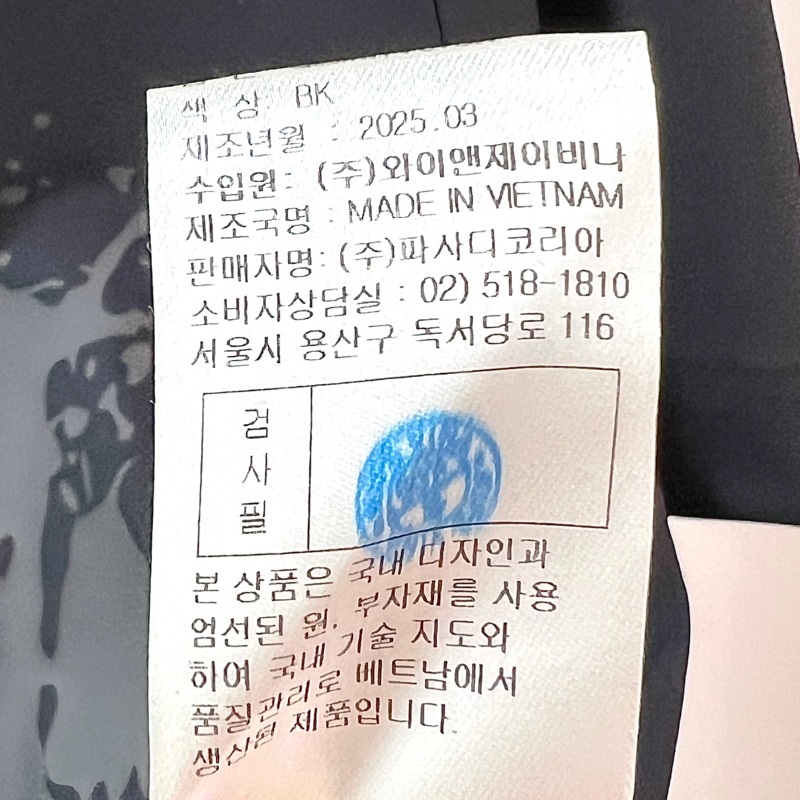 색 상: BK
제조년월 : 2025.03
수입원: (주)와이앤제이비나
제조국명 : MADE IN VIETNAM
판매자명: (주)파사디코리아
소비자상담실 : 02) 518-1810
서울시 용산구 독서당로 116
검
사
필
본 상품은 국내 디자인과
엄선된 원. 부자재를 사용
하여 국내 기술 지도와
품질관리로 베트남에서
생산된 제품입니다.